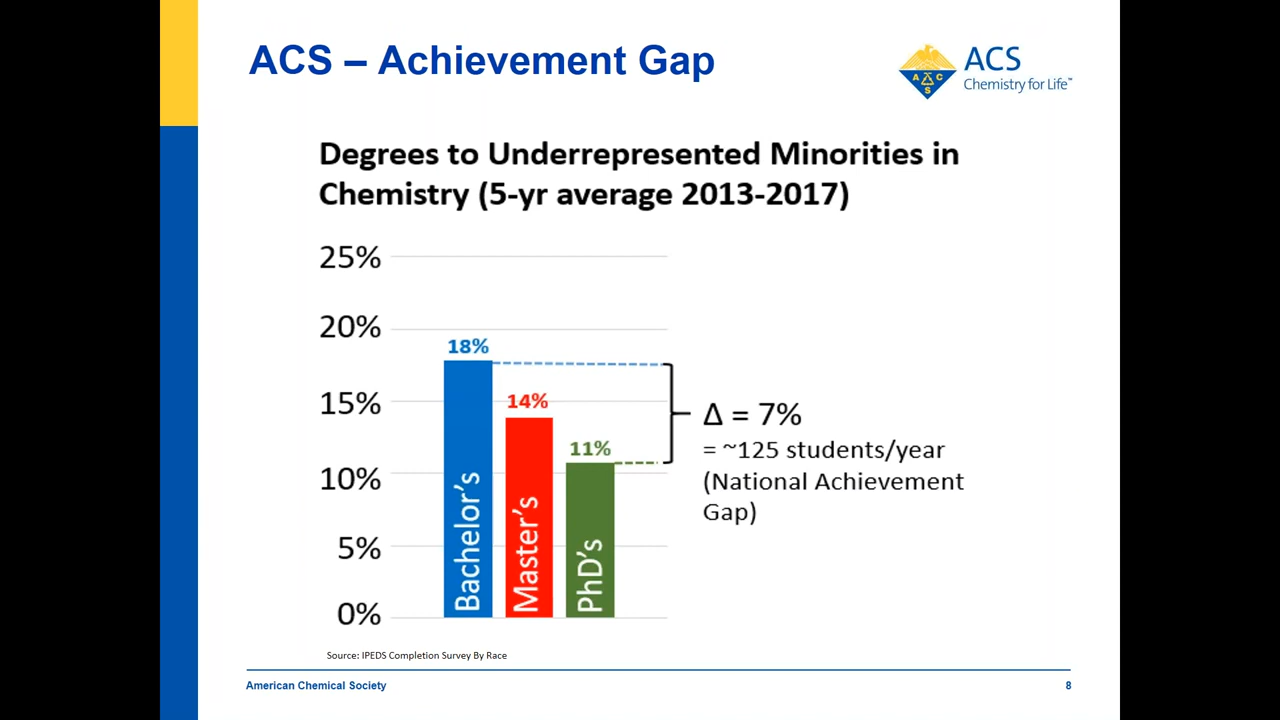 ACS – Achievement Gap
ACS
Chemistry for Life™
A C S
Degrees to Underrepresented Minorities in
Chemistry (5-yr average 2013-2017)
25%
20%
15%
10%
5%
0%
18%
14%
11%
Bachelor's
Master's
PhD's
Δ = 7%
= ~125 students/year
(National Achievement
Gap)
Source: IPEDS Completion Survey By Race
American Chemical Society
8